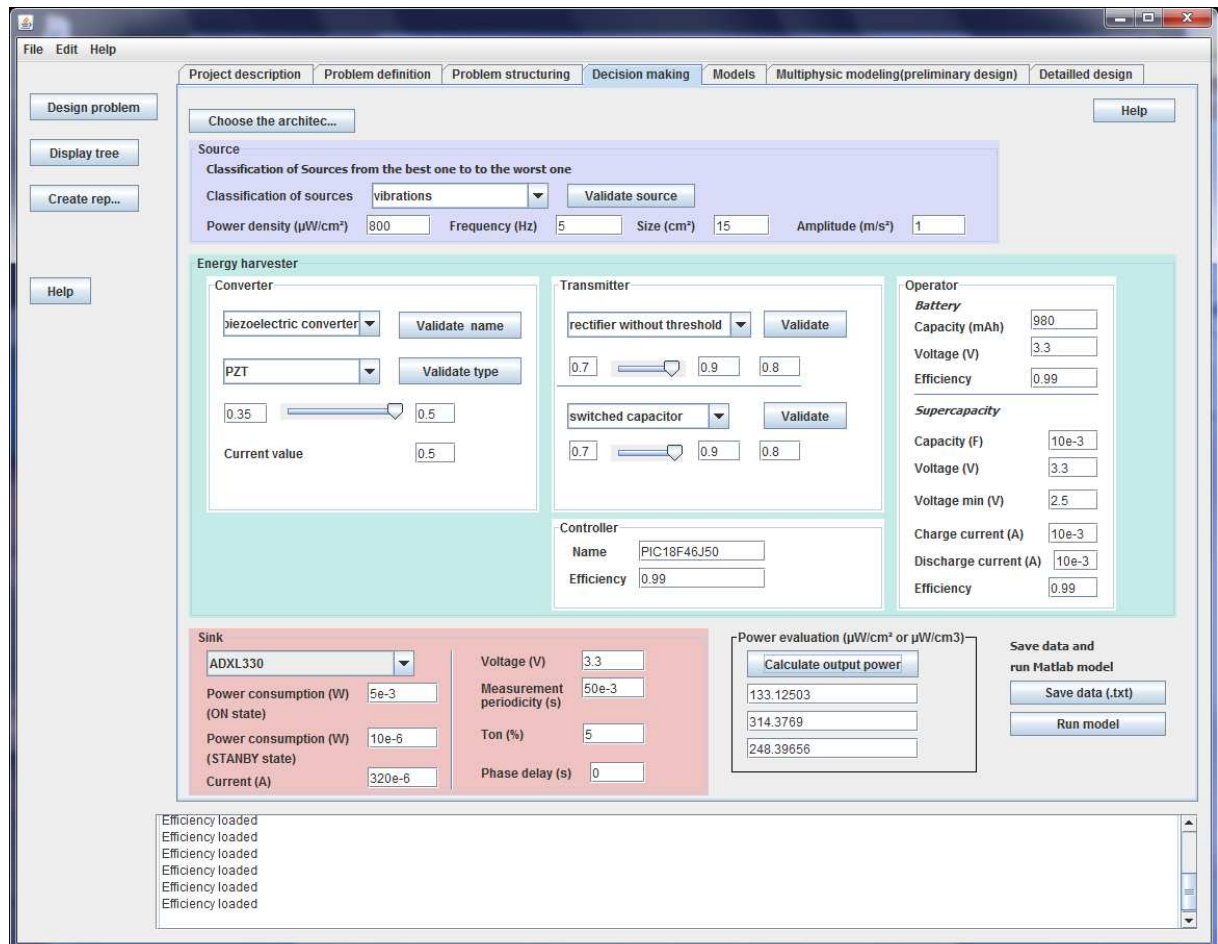 File Edit Help
Project description Problem definition Problem structuring Decision making Models Multiphysic modeling(preliminary design) Detailled design
Design problem
Display tree
Create rep...
Help
Choose the architec...
Help
Source
Classification of Sources from the best one to to the worst one
Classification of sources vibrations Validate source
Power density (µW/cm²) 800 Frequency (Hz) 5 Size (cm²) 15 Amplitude (m/s²) 1
Energy harvester
Converter
piezoelectric converter Validate name
PZT Validate type
0.35 0.5
Current value 0.5
Transmitter
rectifier without threshold Validate
0.7 0.9 0.8
switched capacitor Validate
0.7 0.9 0.8
Controller
Name PIC18F46J50
Efficiency 0.99
Operator
Battery
Capacity (mAh) 980
Voltage (V) 3.3
Efficiency 0.99
Supercapacity
Capacity (F) 10e-3
Voltage (V) 3.3
Voltage min (V) 2.5
Charge current (A) 10e-3
Discharge current (A) 10e-3
Efficiency 0.99
Sink
ADXL330
Power consumption (W) 5e-3
(ON state)
Power consumption (W) 10e-6
(STANBY state)
Current (A) 320e-6
Voltage (V) 3.3
Measurement
periodicity (s) 50e-3
Ton (%) 5
Phase delay (s) 0
Power evaluation (µW/cm² or µW/cm3)
Calculate output power
133.12503
314.3769
248.39656
Save data and
run Matlab model
Save data (.txt)
Run model
Efficiency loaded
Efficiency loaded
Efficiency loaded
Efficiency loaded
Efficiency loaded
Efficiency loaded